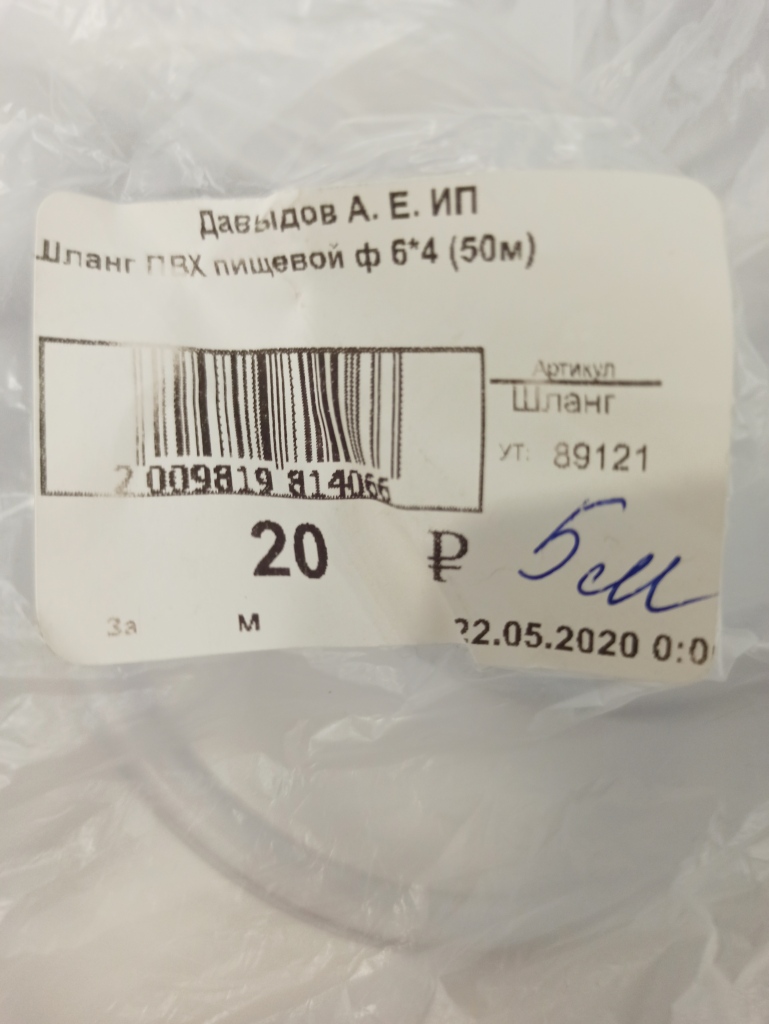 Давыдов А. Е. ИП
Шланг ПВХ пищевой ф 6*4 (50м)
Артикул
Шланг
УТ: 89121
2 009819 814066
20 ₽
5 м
За м
22.05.2020 0:0